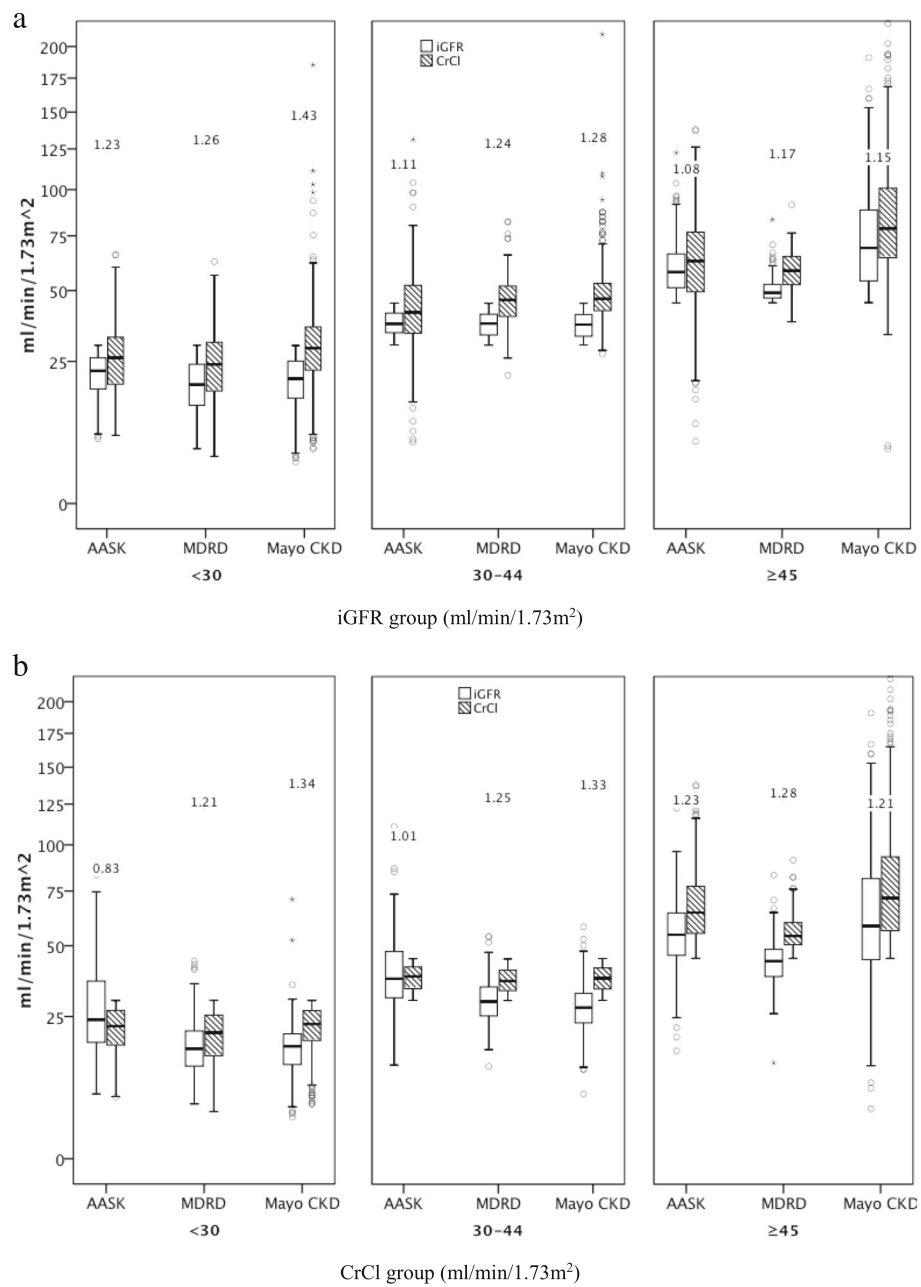 a
iGFR
CrCl
200
175
150
125
100
75
50
25
0
ml/min/1.73m^2
1.23
1.26
1.43
1.11
1.24
1.28
1.08
1.17
1.15
AASK MDRD Mayo CKD AASK MDRD Mayo CKD AASK MDRD Mayo CKD
<30 30-44 ≥45
iGFR group (ml/min/1.73m²)
b
iGFR
CrCl
200
175
150
125
100
75
50
25
0
ml/min/1.73m^2
0.83
1.21
1.34
1.01
1.25
1.33
1.23
1.28
1.21
AASK MDRD Mayo CKD AASK MDRD Mayo CKD AASK MDRD Mayo CKD
<30 30-44 ≥45
CrCl group (ml/min/1.73m²)